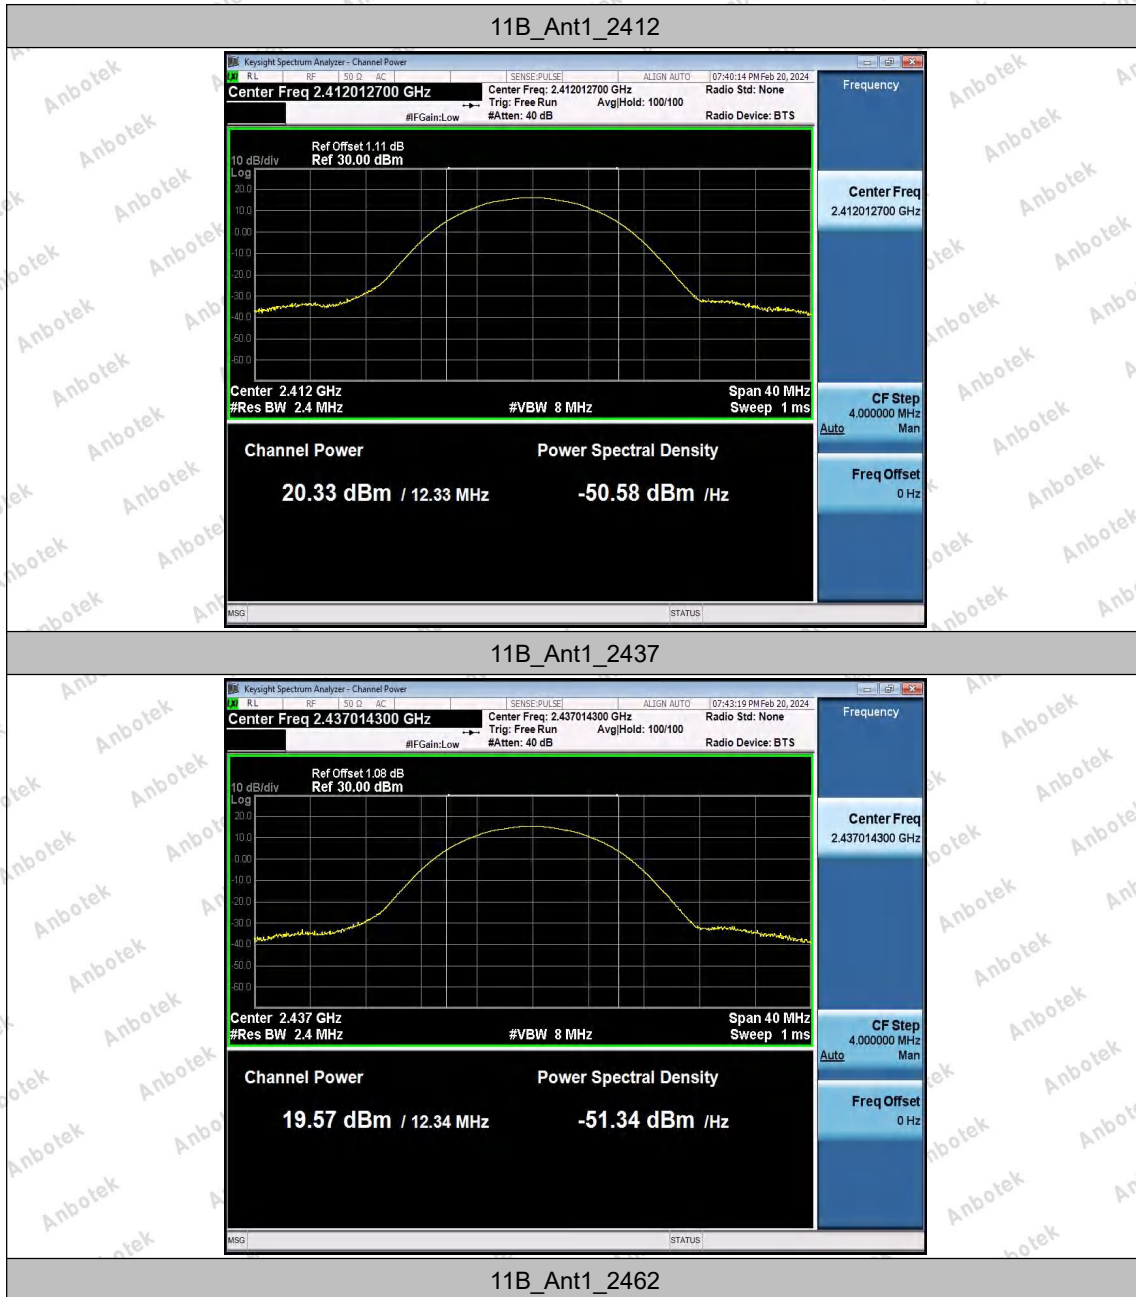 11B_Ant1_2412
Keysight Spectrum Analyzer - Channel Power
LXI RL RF 50 Ω AC SENSE:PULSE ALIGN AUTO 07:40:14 PM Feb 20, 2024
Center Freq 2.412012700 GHz Center Freq: 2.412012700 GHz Radio Std: None
Trig: Free Run Avg|Hold: 100/100
#IFGain:Low #Atten: 40 dB Radio Device: BTS
Frequency
Ref Offset 1.11 dB
10 dB/div Ref 30.00 dBm
Log
20.0
10.0
0.00
-10.0
-20.0
-30.0
-40.0
-50.0
-60.0
Center 2.412 GHz Span 40 MHz
#Res BW 2.4 MHz #VBW 8 MHz Sweep 1 ms
Center Freq
2.412012700 GHz
CF Step
4.000000 MHz
Auto Man
Freq Offset
0 Hz
Channel Power Power Spectral Density
20.33 dBm / 12.33 MHz -50.58 dBm /Hz
MSG STATUS
11B_Ant1_2437
Keysight Spectrum Analyzer - Channel Power
LXI RL RF 50 Ω AC SENSE:PULSE ALIGN AUTO 07:43:19 PM Feb 20, 2024
Center Freq 2.437014300 GHz Center Freq: 2.437014300 GHz Radio Std: None
Trig: Free Run Avg|Hold: 100/100
#IFGain:Low #Atten: 40 dB Radio Device: BTS
Frequency
Ref Offset 1.08 dB
10 dB/div Ref 30.00 dBm
Log
20.0
10.0
0.00
-10.0
-20.0
-30.0
-40.0
-50.0
-60.0
Center 2.437 GHz Span 40 MHz
#Res BW 2.4 MHz #VBW 8 MHz Sweep 1 ms
Center Freq
2.437014300 GHz
CF Step
4.000000 MHz
Auto Man
Freq Offset
0 Hz
Channel Power Power Spectral Density
19.57 dBm / 12.34 MHz -51.34 dBm /Hz
MSG STATUS
11B_Ant1_2462
Anbotek